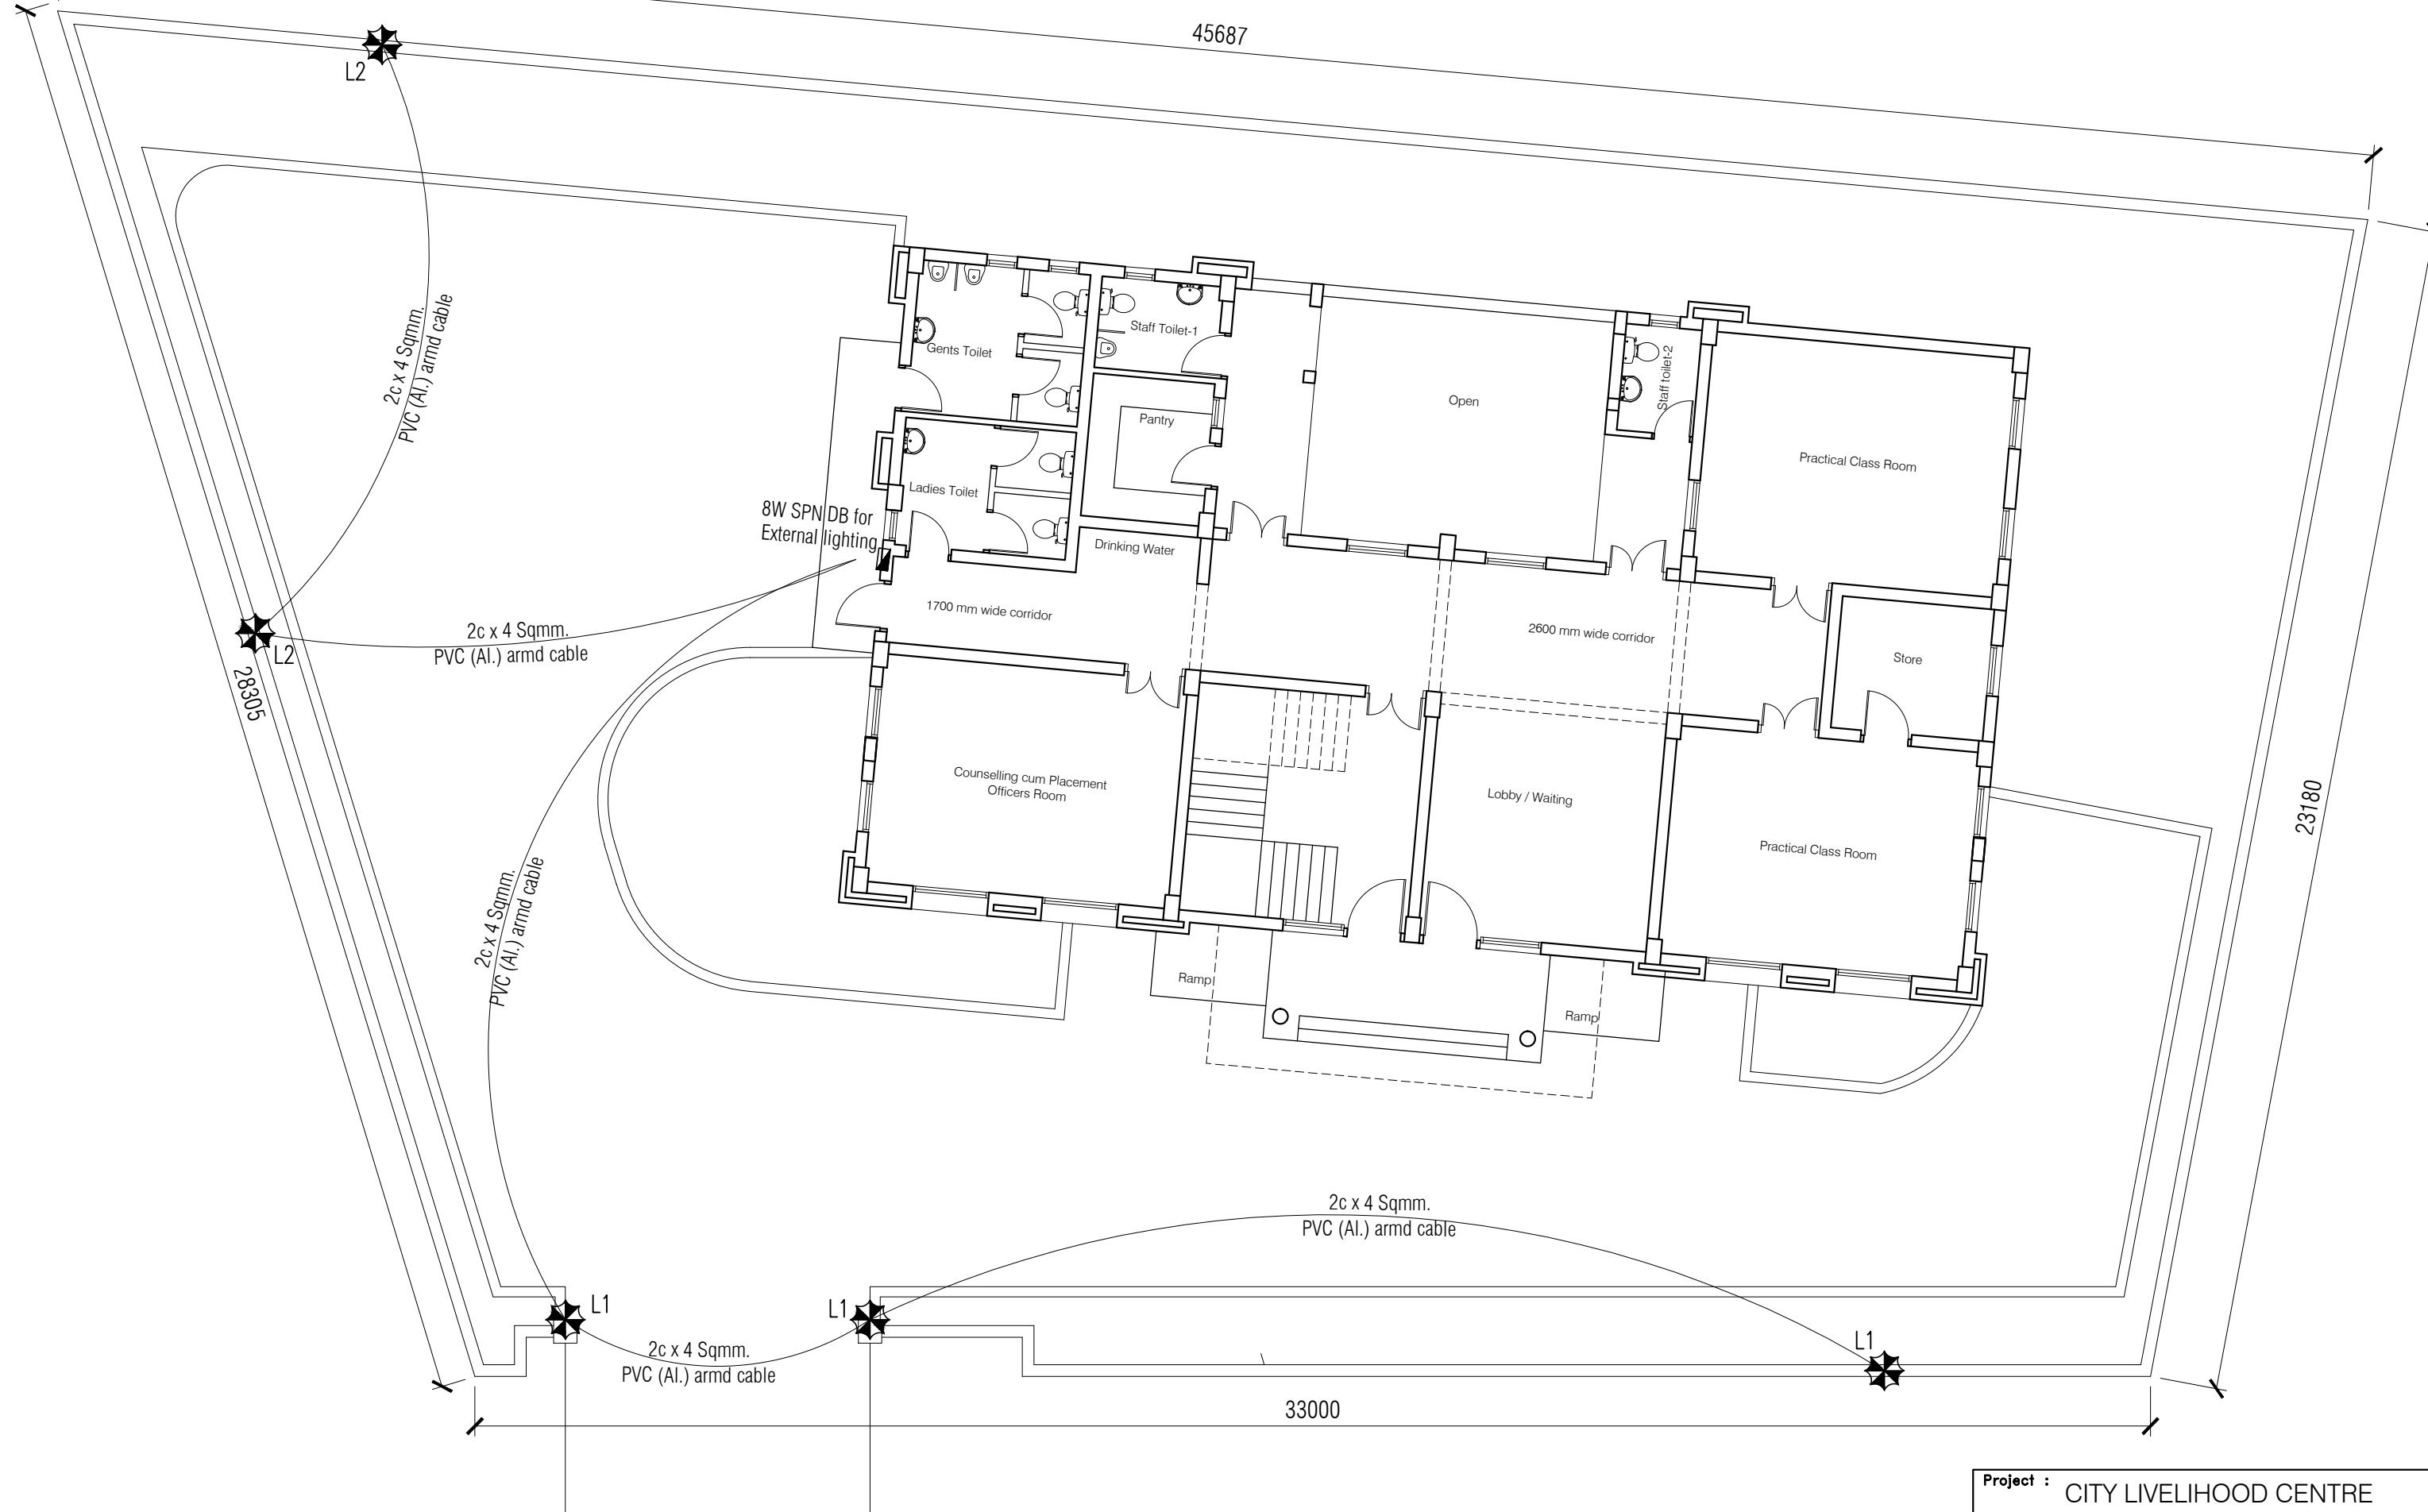 45687
L2
2c x 4 Sqmm.
PVC (Al.) armd cable
Gents Toilet
Staff Toilet-1
Staff toilet-2
Open
Pantry
Practical Class Room
Ladies Toilet
8W SPN DB for
External lighting
Drinking Water
1700 mm wide corridor
2600 mm wide corridor
2c x 4 Sqmm.
PVC (Al.) armd cable
L2
28305
Store
Counselling cum Placement
Officers Room
Lobby / Waiting
23180
Practical Class Room
2c x 4 Sqmm.
PVC (Al.) armd cable
Ramp
Ramp
2c x 4 Sqmm.
PVC (Al.) armd cable
L1
L1
L1
2c x 4 Sqmm.
PVC (Al.) armd cable
33000
Project :
CITY LIVELIHOOD CENTRE